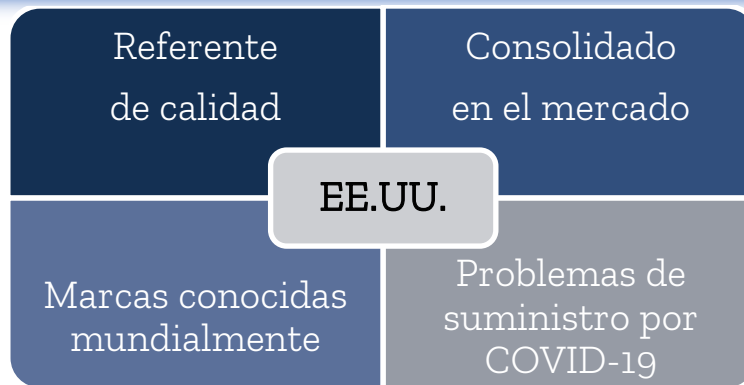 Referente
de calidad
Consolidado
en el mercado
EE.UU.
Marcas conocidas
mundialmente
Problemas de
suministro por
COVID-19